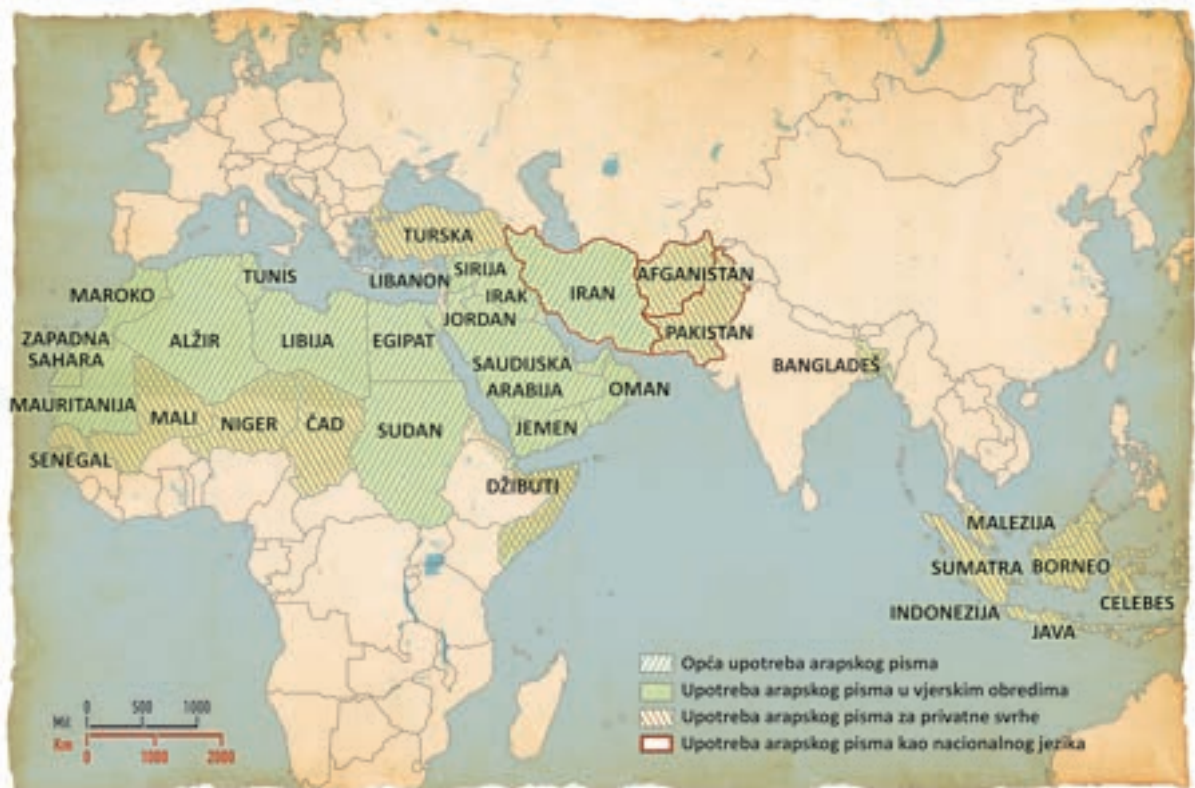 TURSKA
TUNIS
LIBANON
SIRIJA
IRAK
JORDAN
IRAN
AFGANISTAN
PAKISTAN
MAROKO
ZAPADNA
SAHARA
ALŽIR
LIBIJA
EGIPAT
SAUDIJSKA
ARABIJA
OMAN
JEMEN
BANGLADEŠ
MAURITANIJA
MALI
NIGER
ČAD
SUDAN
SENEGAL
DŽIBUTI
MALEZIJA
SUMATRA
BORNEO
INDONEZIJA
CELEBES
JAVA
Opća upotreba arapskog pisma
Upotreba arapskog pisma u vjerskim obredima
Upotreba arapskog pisma za privatne svrhe
Upotreba arapskog pisma kao nacionalnog jezika
Mil. 0 500 1000
Km 0 1000 2000